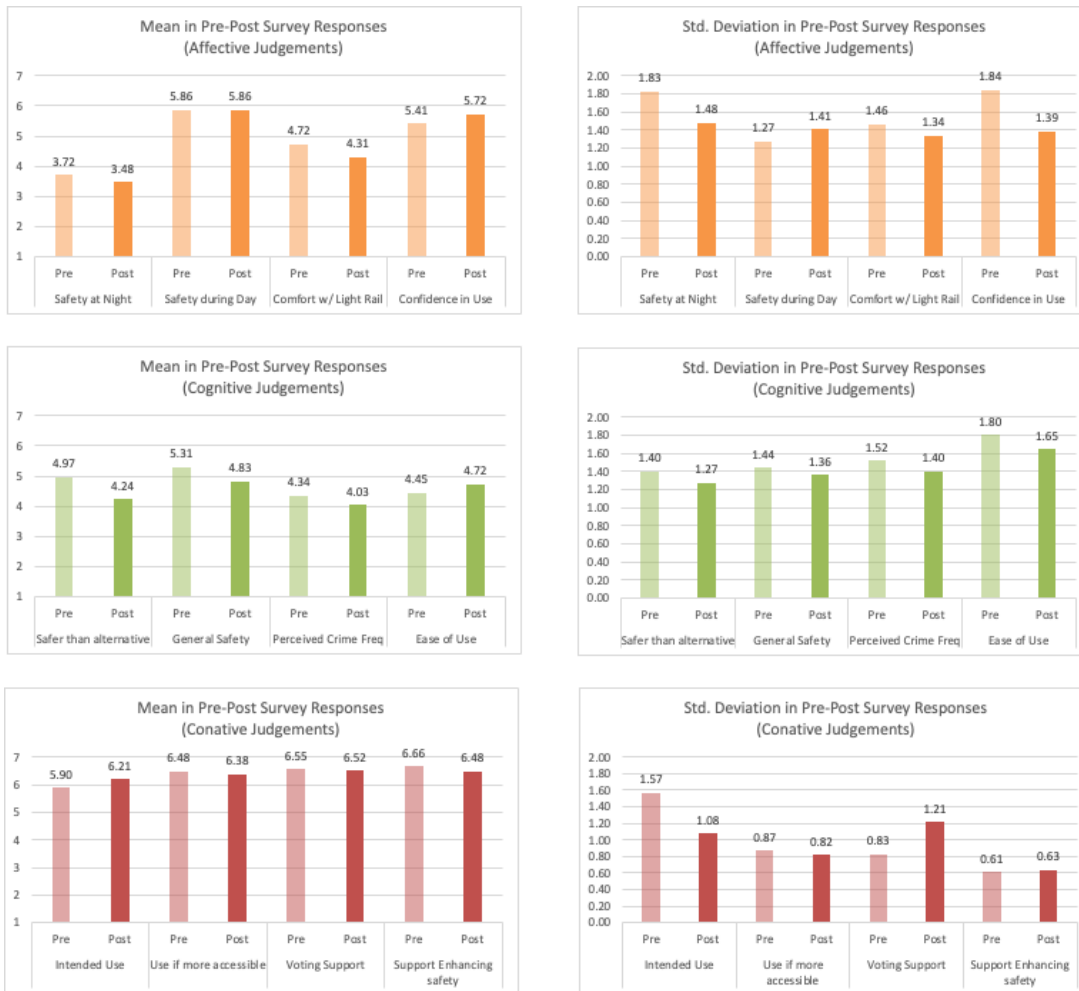 Mean in Pre-Post Survey Responses
(Affective Judgements)
7
6
5
4
3
2
1
3.72
3.48
5.86
5.86
4.72
4.31
5.41
5.72
Pre
Post
Pre
Post
Pre
Post
Pre
Post
Safety at Night
Safety during Day
Comfort w/ Light Rail
Confidence in Use
Std. Deviation in Pre-Post Survey Responses
(Affective Judgements)
2.00
1.80
1.60
1.40
1.20
1.00
0.80
0.60
0.40
0.20
0.00
1.83
1.48
1.27
1.41
1.46
1.34
1.84
1.39
Pre
Post
Pre
Post
Pre
Post
Pre
Post
Safety at Night
Safety during Day
Comfort w/ Light Rail
Confidence in Use
Mean in Pre-Post Survey Responses
(Cognitive Judgements)
7
6
5
4
3
2
1
4.97
4.24
5.31
4.83
4.34
4.03
4.45
4.72
Pre
Post
Pre
Post
Pre
Post
Pre
Post
Safer than alternative
General Safety
Perceived Crime Freq
Ease of Use
Std. Deviation in Pre-Post Survey Responses
(Cognitive Judgements)
2.00
1.80
1.60
1.40
1.20
1.00
0.80
0.60
0.40
0.20
0.00
1.40
1.27
1.44
1.36
1.52
1.40
1.80
1.65
Pre
Post
Pre
Post
Pre
Post
Pre
Post
Safer than alternative
General Safety
Perceived Crime Freq
Ease of Use
Mean in Pre-Post Survey Responses
(Conative Judgements)
7
6
5
4
3
2
1
5.90
6.21
6.48
6.38
6.55
6.52
6.66
6.48
Pre
Post
Pre
Post
Pre
Post
Pre
Post
Intended Use
Use if more accessible
Voting Support
Support Enhancing
safety
Std. Deviation in Pre-Post Survey Responses
(Conative Judgements)
2.00
1.80
1.60
1.40
1.20
1.00
0.80
0.60
0.40
0.20
0.00
1.57
1.08
0.87
0.82
0.83
1.21
0.61
0.63
Pre
Post
Pre
Post
Pre
Post
Pre
Post
Intended Use
Use if more
accessible
Voting Support
Support Enhancing
safety